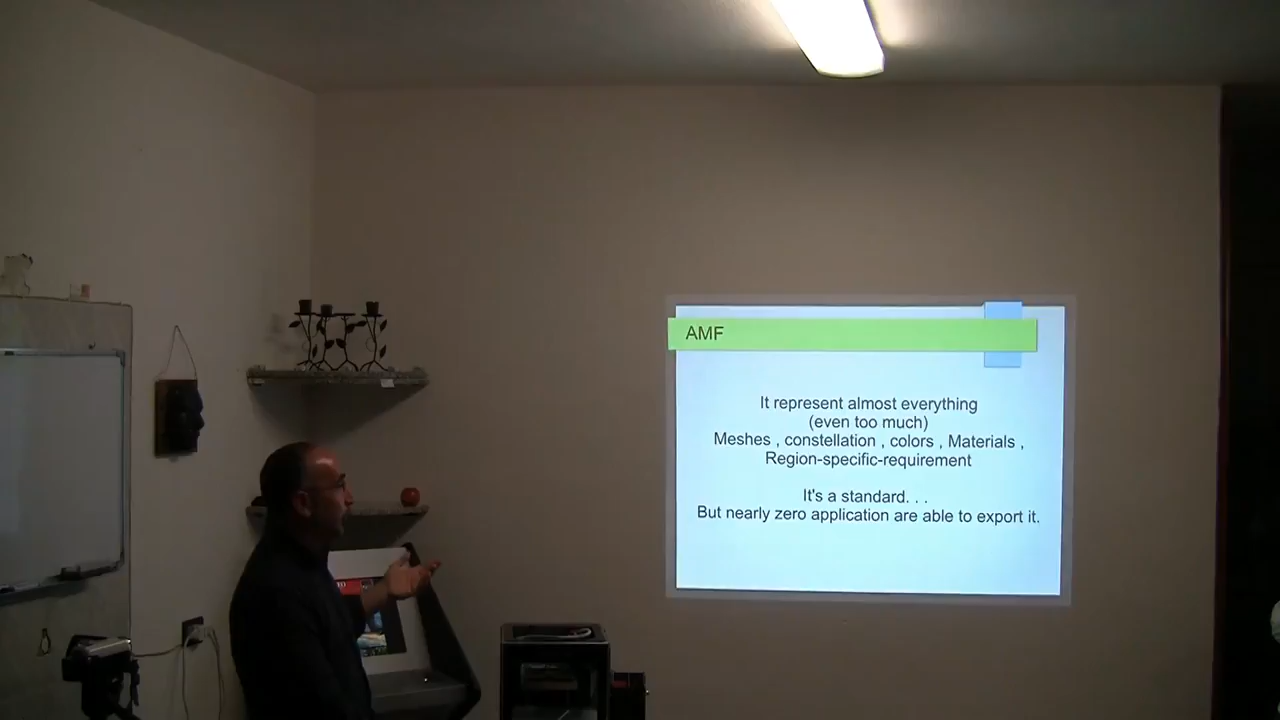 AMF
It represent almost everything
(even too much)
Meshes , constellation , colors , Materials ,
Region-specific-requirement
It's a standard. . .
But nearly zero application are able to export it.